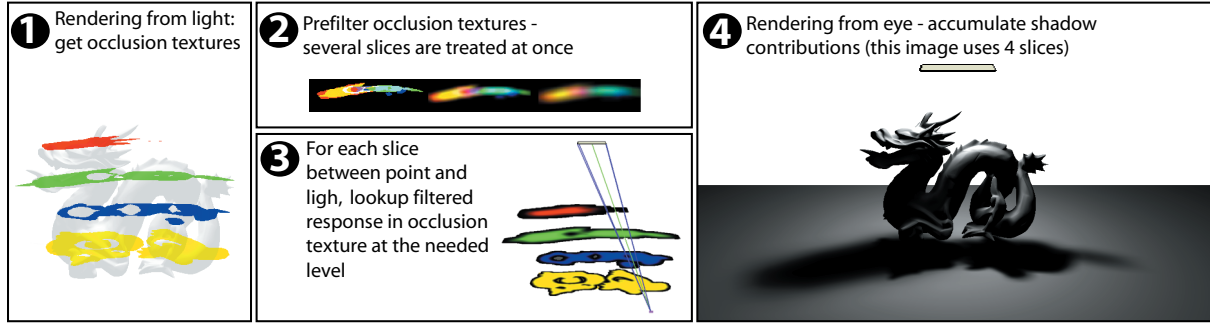 1 Rendering from light:
get occlusion textures
2 Prefilter occlusion textures -
several slices are treated at once
3 For each slice
between point and
ligh, lookup filtered
response in occlusion
texture at the needed
level
4 Rendering from eye - accumulate shadow
contributions (this image uses 4 slices)